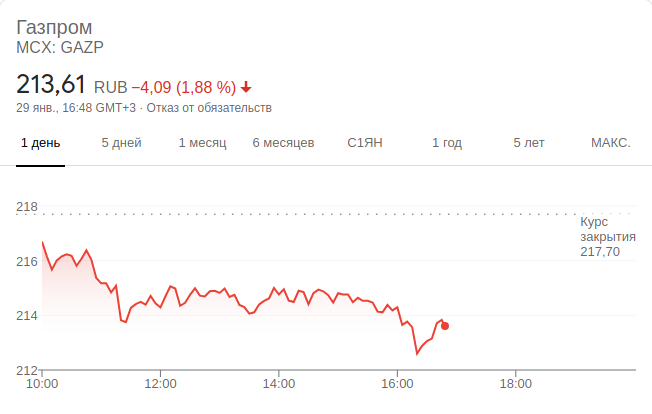 Газпром
MCX: GAZP
213,61 RUB −4,09 (1,88 %)
29 янв., 16:48 GMT+3 · Отказ от обязательств
1 день 5 дней 1 месяц 6 месяцев С1ЯН 1 год 5 лет МАКС.
218
Курс
закрытия
217,70
216
214
212
10:00 12:00 14:00 16:00 18:00